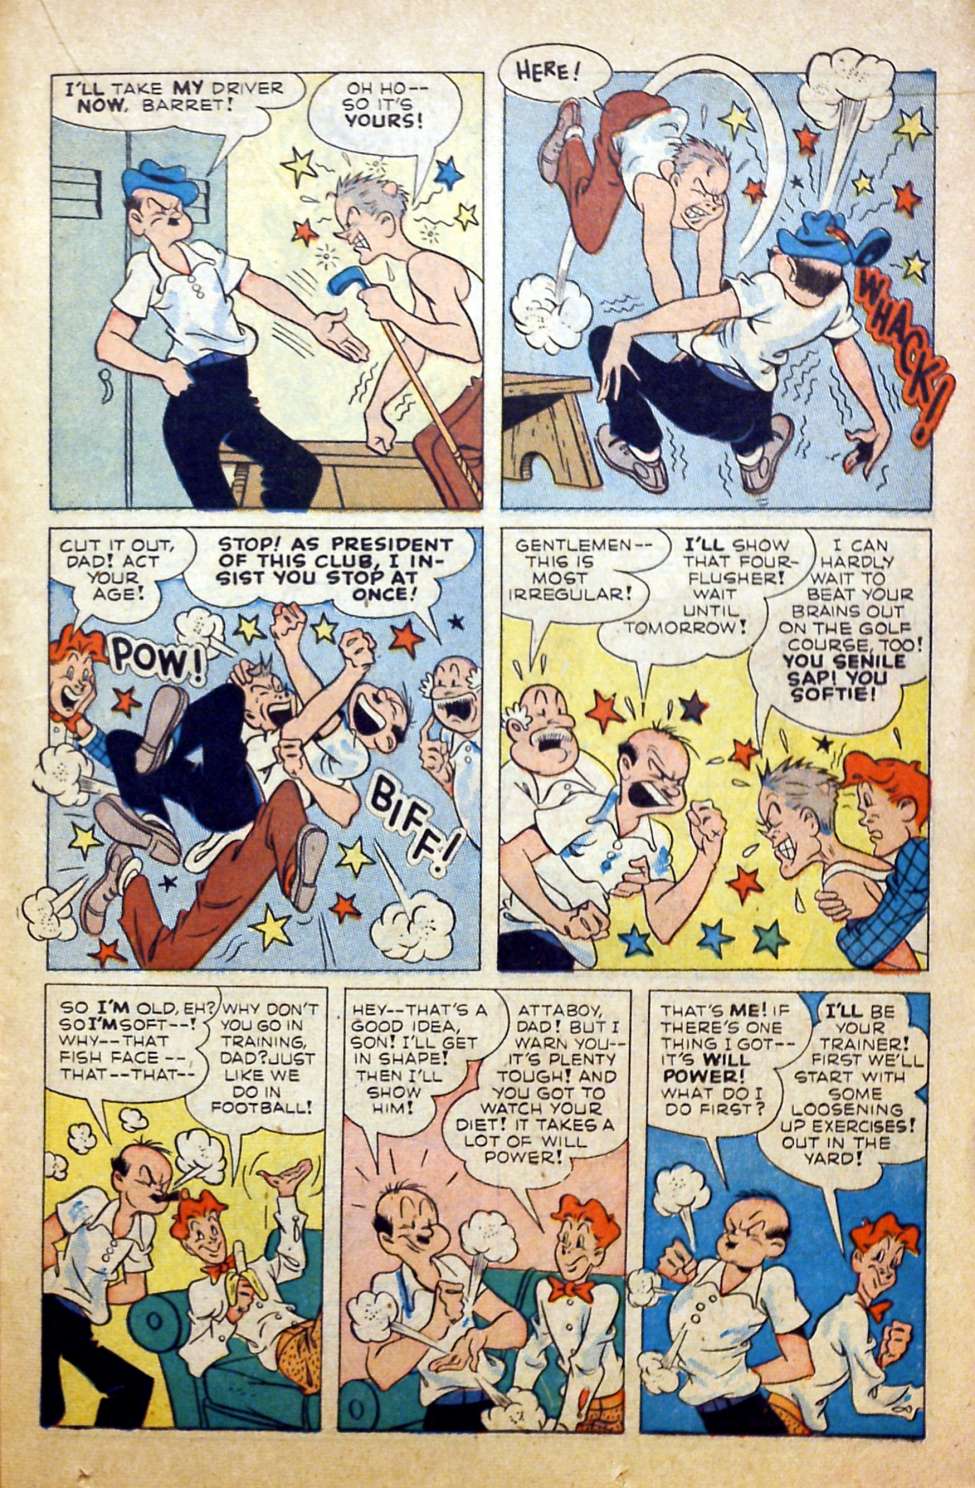 I'LL TAKE MY DRIVER
NOW, BARRET!
OH HO--
SO IT'S
YOURS!
HERE!
WHACK!
CUT IT OUT,
DAD! ACT
YOUR
AGE!
STOP! AS PRESIDENT
OF THIS CLUB, I IN-
SIST YOU STOP AT
ONCE!
POW!
BIFF!
GENTLEMEN--
THIS IS
MOST
IRREGULAR!
I'LL SHOW
THAT FOUR-
FLUSHER!
WAIT
UNTIL
TOMORROW!
I CAN
HARDLY
WAIT TO
BEAT YOUR
BRAINS OUT
ON THE GOLF
COURSE, TOO!
YOU SENILE
SAP! YOU
SOFTIE!
SO I'M OLD, EH?
SO I'M SOFT--!
WHY--THAT
FISH FACE--,
THAT--THAT--
WHY DON'T
YOU GO IN
TRAINING,
DAD? JUST
LIKE WE
DO IN
FOOTBALL!
HEY--THAT'S A
GOOD IDEA,
SON! I'LL GET
IN SHAPE!
THEN I'LL
SHOW
HIM!
ATTABOY,
DAD! BUT I
WARN YOU--
IT'S PLENTY
TOUGH! AND
YOU GOT TO
WATCH YOUR
DIET! IT TAKES A
LOT OF WILL
POWER!
THAT'S ME! IF
THERE'S ONE
THING I GOT--
IT'S WILL
POWER!
WHAT DO I
DO FIRST?
I'LL BE
YOUR
TRAINER!
FIRST WE'LL
START WITH
SOME
LOOSENING
UP EXERCISES!
OUT IN THE
YARD!